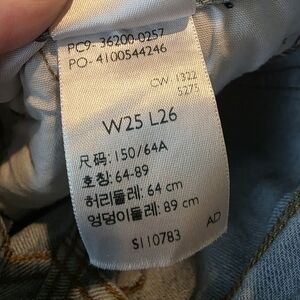 PC9- 36200-0257
PO- 4100544246
CW 1322
5275
W25 L26
尺码: 150/64A
호칭: 64-89
허리둘레: 64 cm
엉덩이둘레: 89 cm
AD
S110783